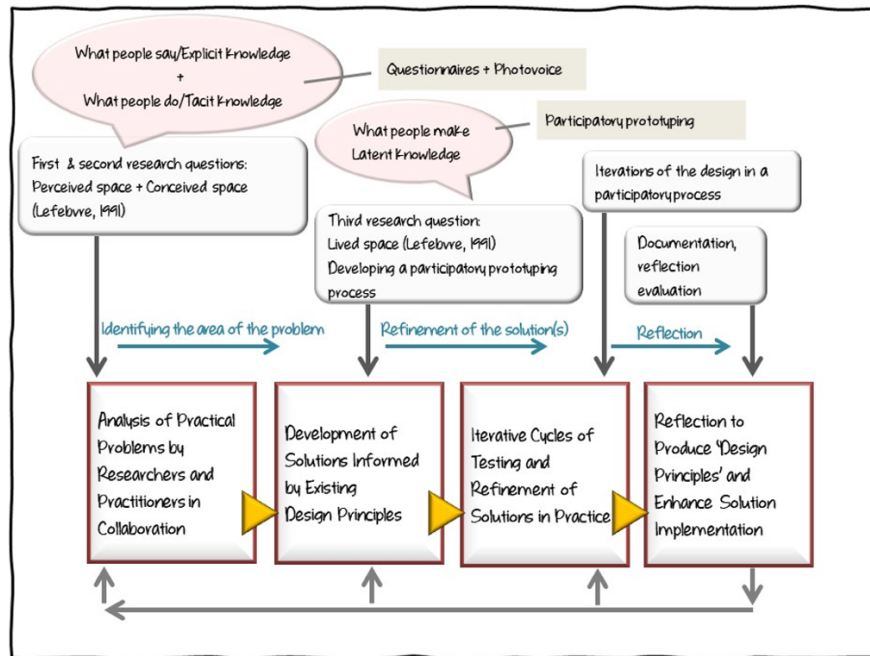 What people say/Explicit Knowledge
+
What people do/Tacit Knowledge
Questionnaires + Photovoice
What people make
Latent Knowledge
Participatory prototyping
First & second research questions:
Perceived space + Conceived space
(Lefebvre, 1991)
Third research question:
Lived space (Lefebvre, 1991)
Developing a participatory prototyping
process
Iterations of the design in a
participatory process
Documentation,
reflection
evaluation
Identifying the area of the problem
Refinement of the solution(s)
Reflection
Analysis of Practical
Problems by
Researchers and
Practitioners in
Collaboration
Development of
Solutions Informed
by Existing
Design Principles
Iterative Cycles of
Testing and
Refinement of
Solutions in Practice
Reflection to
Produce 'Design
Principles' and
Enhance Solution
Implementation